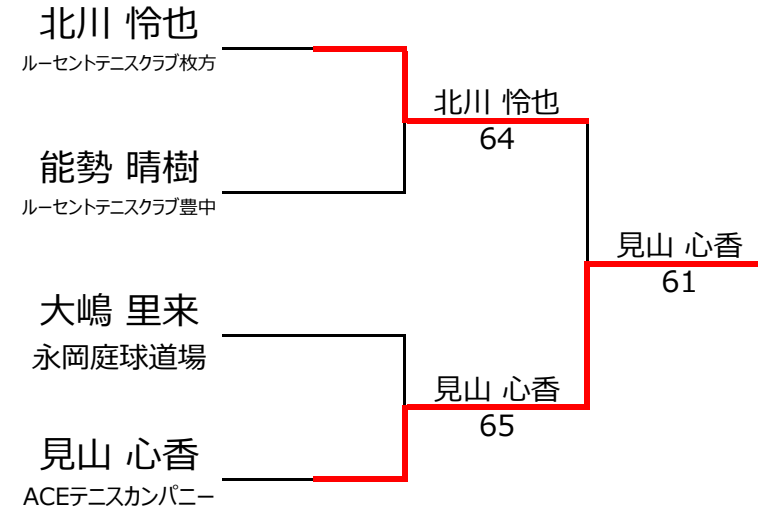 北川 怜也
ルーセントテニスクラブ枚方
能勢 晴樹
ルーセントテニスクラブ豊中
大嶋 里来
永岡庭球道場
見山 心香
ACEテニスカンパニー
北川 怜也
64
見山 心香
65
見山 心香
61